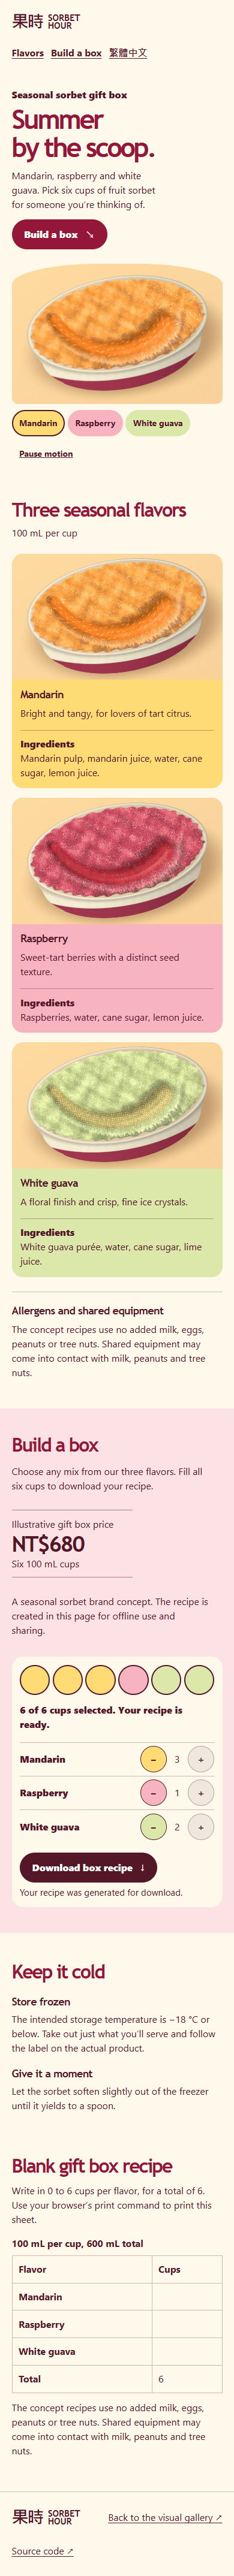 果時 SORBET
HOUR
Flavors Build a box 繁體中文
Seasonal sorbet gift box
Summer
by the scoop.
Mandarin, raspberry and white
guava. Pick six cups of fruit sorbet
for someone you're thinking of.
Build a box ↘
Mandarin Raspberry White guava
Pause motion
Three seasonal flavors
100 mL per cup
Mandarin
Bright and tangy, for lovers of tart citrus.
Ingredients
Mandarin pulp, mandarin juice, water, cane
sugar, lemon juice.
Raspberry
Sweet-tart berries with a distinct seed
texture.
Ingredients
Raspberries, water, cane sugar, lemon juice.
White guava
A floral finish and crisp, fine ice crystals.
Ingredients
White guava purée, water, cane sugar, lime
juice.
Allergens and shared equipment
The concept recipes use no added milk, eggs,
peanuts or tree nuts. Shared equipment may
come into contact with milk, peanuts and tree
nuts.
Build a box
Choose any mix from our three flavors. Fill all
six cups to download your recipe.
Illustrative gift box price
NT$680
Six 100 mL cups
A seasonal sorbet brand concept. The recipe is
created in this page for offline use and
sharing.
6 of 6 cups selected. Your recipe is
ready.
Mandarin − 3 +
Raspberry − 1 +
White guava − 2 +
Download box recipe ↓
Your recipe was generated for download.
Keep it cold
Store frozen
The intended storage temperature is −18 °C or
below. Take out just what you'll serve and follow
the label on the actual product.
Give it a moment
Let the sorbet soften slightly out of the freezer
until it yields to a spoon.
Blank gift box recipe
Write in 0 to 6 cups per flavor, for a total of 6.
Use your browser's print command to print this
sheet.
100 mL per cup, 600 mL total
Flavor Cups
Mandarin
Raspberry
White guava
Total 6
The concept recipes use no added milk, eggs,
peanuts or tree nuts. Shared equipment may
come into contact with milk, peanuts and tree
nuts.
果時 SORBET
HOUR
Back to the visual gallery ↗
Source code ↗